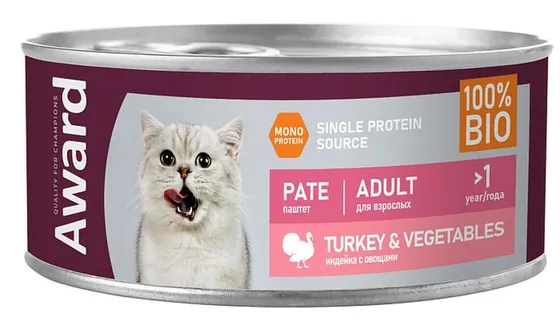 Award
QUALITY FOR CHAMPIONS
MONO
PROTEIN
SINGLE PROTEIN
SOURCE
100%
BIO
PATE
паштет
ADULT
для взрослых
>1
year/года
TURKEY & VEGETABLES
индейка с овощами